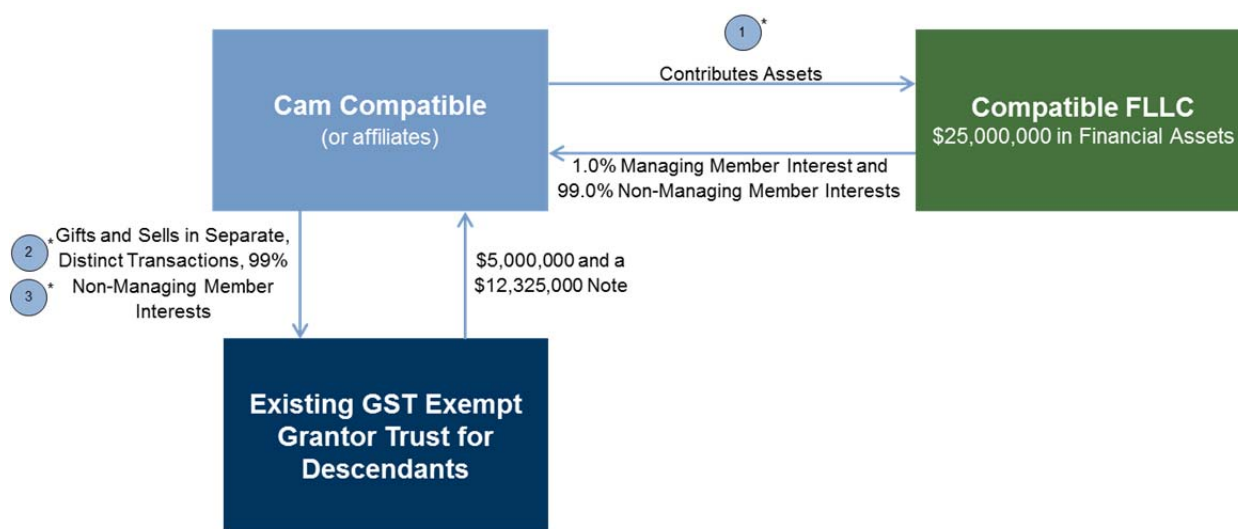 1
*
Contributes Assets
Cam Compatible
(or affiliates)
Compatible FLLC
$25,000,000 in Financial Assets
1.0% Managing Member Interest and
99.0% Non-Managing Member Interests
2
*
Gifts and Sells in Separate,
Distinct Transactions, 99%
3
*
Non-Managing Member
Interests
$5,000,000 and a
$12,325,000 Note
Existing GST Exempt
Grantor Trust for
Descendants